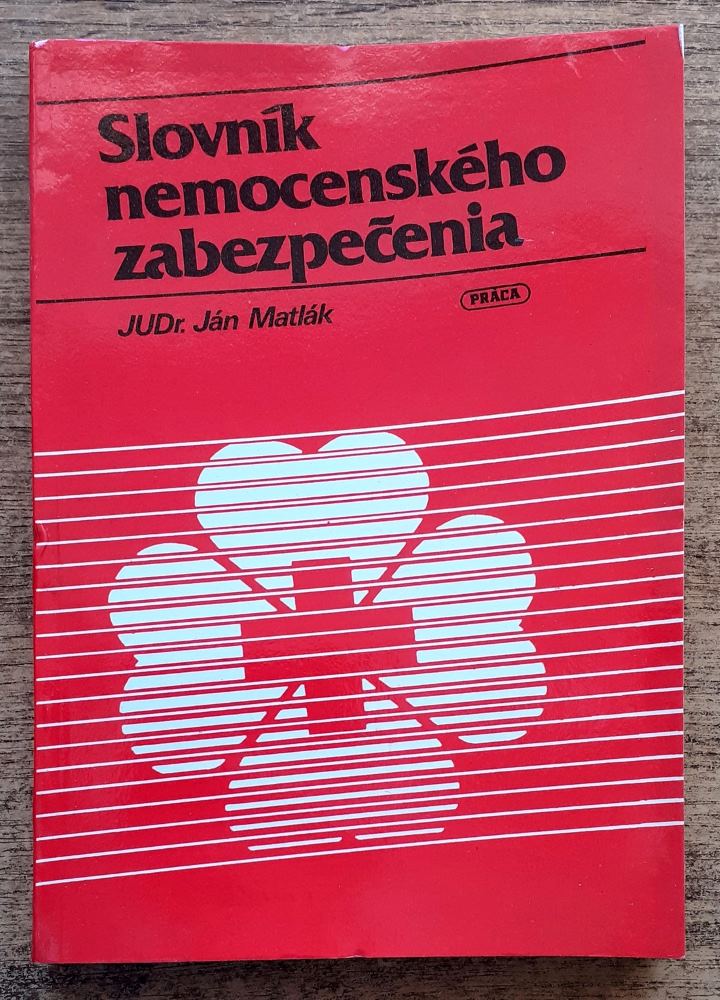 Slovník
nemocenského
zabezpečenia
JUDr. Ján Matlák
PRÁCA